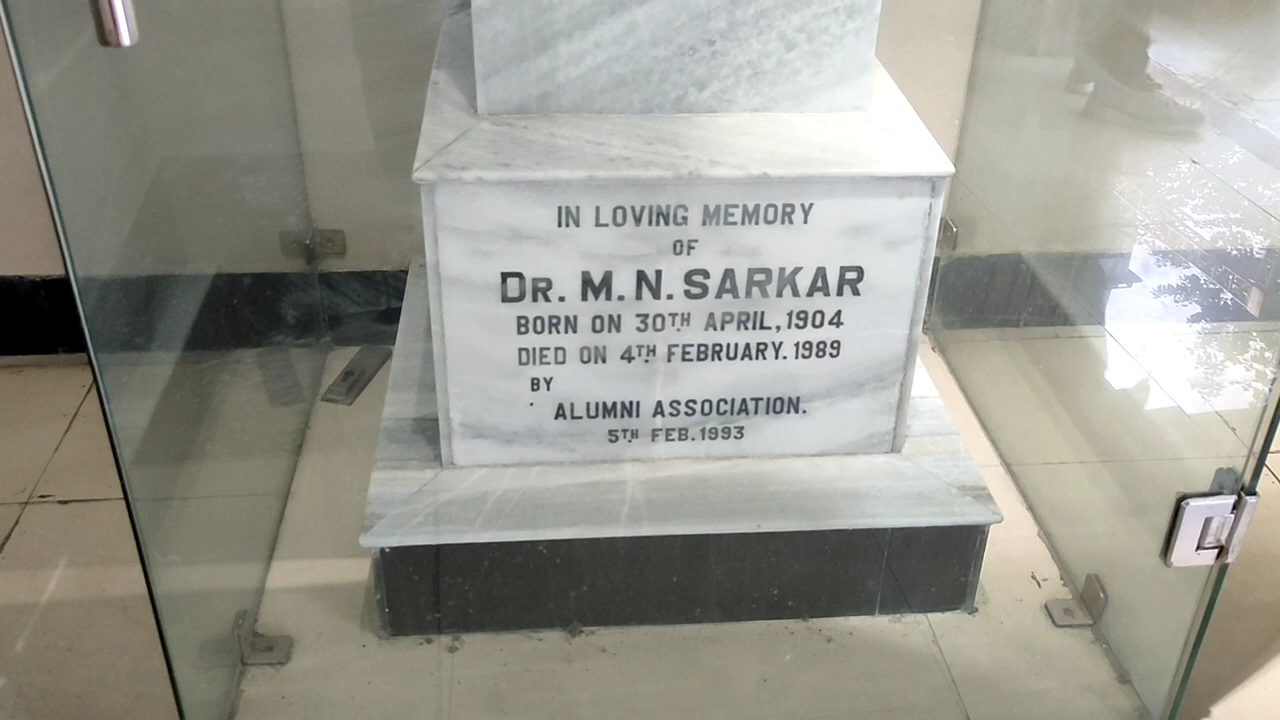 IN LOVING MEMORY
OF
DR. M. N. SARKAR
BORN ON 30TH APRIL, 1904
DIED ON 4TH FEBRUARY. 1989
BY
ALUMNI ASSOCIATION.
5TH FEB. 1993